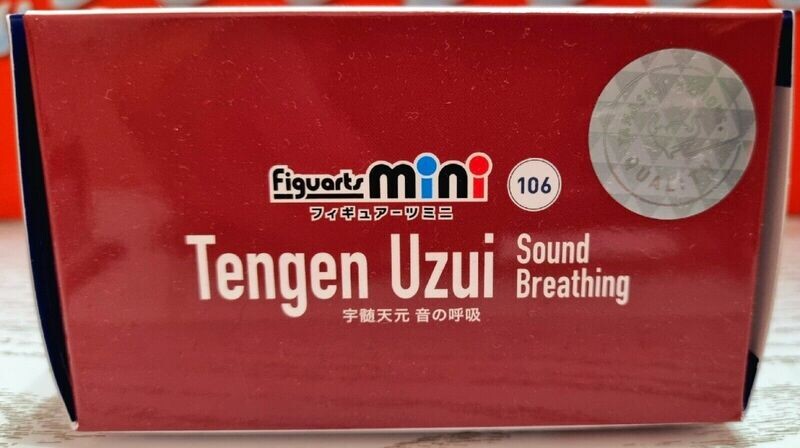 Figuarts mini 106
フィギュアーツミニ
Tengen Uzui Sound Breathing
宇髄天元 音の呼吸
QUALITY